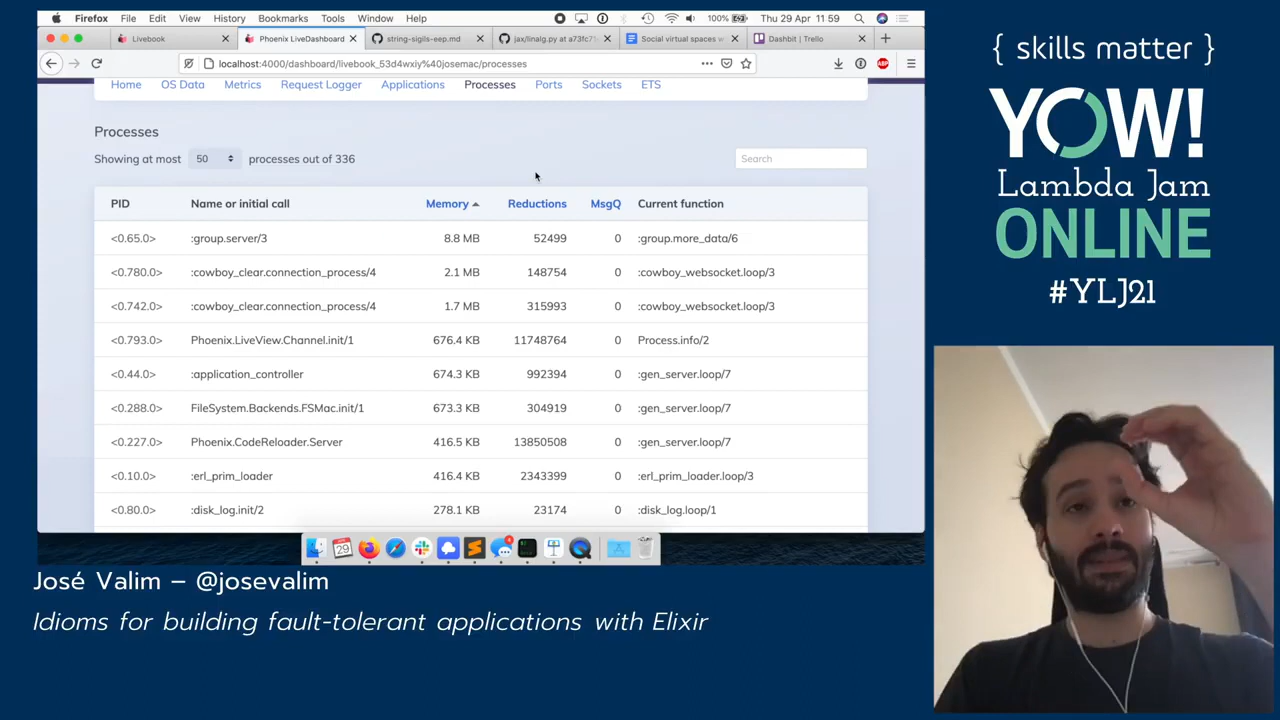 Firefox File Edit View History Bookmarks Tools Window Help 100% Thu 29 Apr 11:59
Livebook Phoenix LiveDashboard string-sigils-eep.md jax/linalg.py at a73fc71 Social virtual spaces w Dashbit | Trello
localhost:4000/dashboard/livebook_53d4wxiy%40josemac/processes ABP
Home OS Data Metrics Request Logger Applications Processes Ports Sockets ETS
Processes
Showing at most 50 processes out of 336 Search
PID Name or initial call Memory Reductions MsgQ Current function
<0.65.0> :group.server/3 8.8 MB 52499 0 :group.more_data/6
<0.780.0> :cowboy_clear.connection_process/4 2.1 MB 148754 0 :cowboy_websocket.loop/3
<0.742.0> :cowboy_clear.connection_process/4 1.7 MB 315993 0 :cowboy_websocket.loop/3
<0.793.0> Phoenix.LiveView.Channel.init/1 676.4 KB 11748764 0 Process.info/2
<0.44.0> :application_controller 674.3 KB 992394 0 :gen_server.loop/7
<0.288.0> FileSystem.Backends.FSMac.init/1 673.3 KB 304919 0 :gen_server.loop/7
<0.227.0> Phoenix.CodeReloader.Server 416.5 KB 13850508 0 :gen_server.loop/7
<0.10.0> :erl_prim_loader 416.4 KB 2343399 0 :erl_prim_loader.loop/3
<0.80.0> :disk_log.init/2 278.1 KB 23174 0 :disk_log.loop/1
29
José Valim – @josevalim
Idioms for building fault-tolerant applications with Elixir
{ skills matter }
YOW!
Lambda Jam
ONLINE
#YLJ21